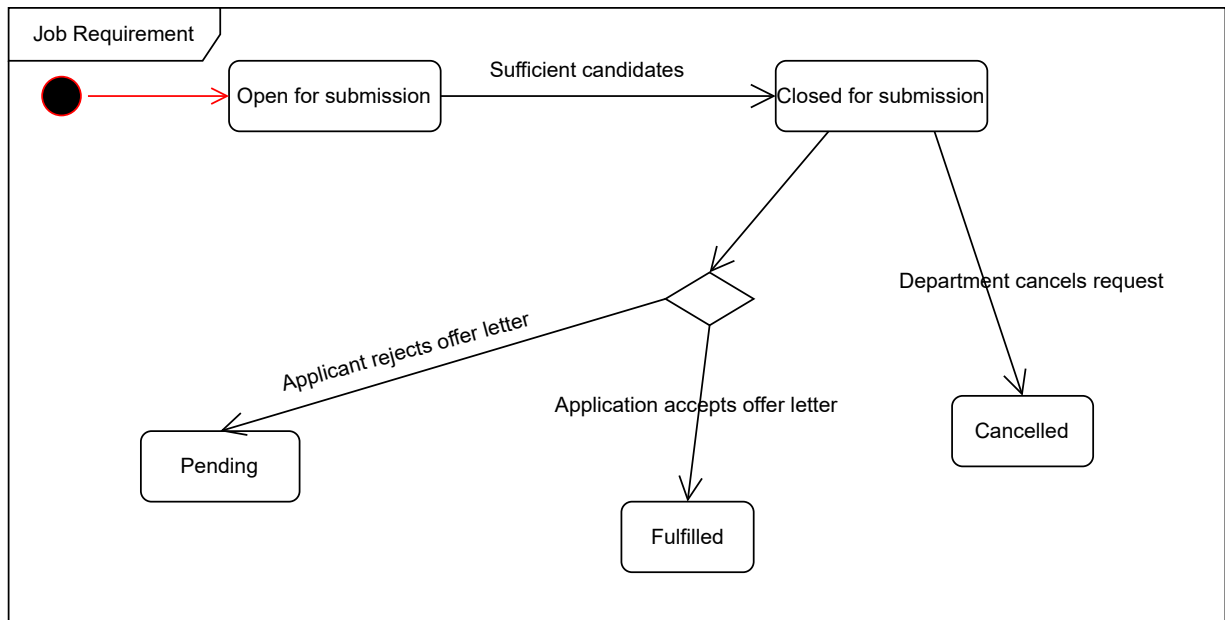 Job Requirement
Open for submission
Sufficient candidates
Closed for submission
Department cancels request
Applicant rejects offer letter
Application accepts offer letter
Cancelled
Pending
Fulfilled